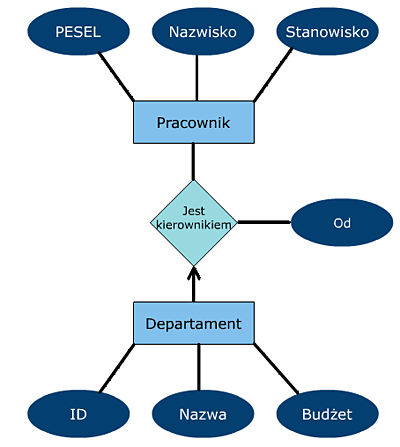 PESEL
Nazwisko
Stanowisko
Pracownik
Jest
kierownikiem
Od
Departament
ID
Nazwa
Budżet